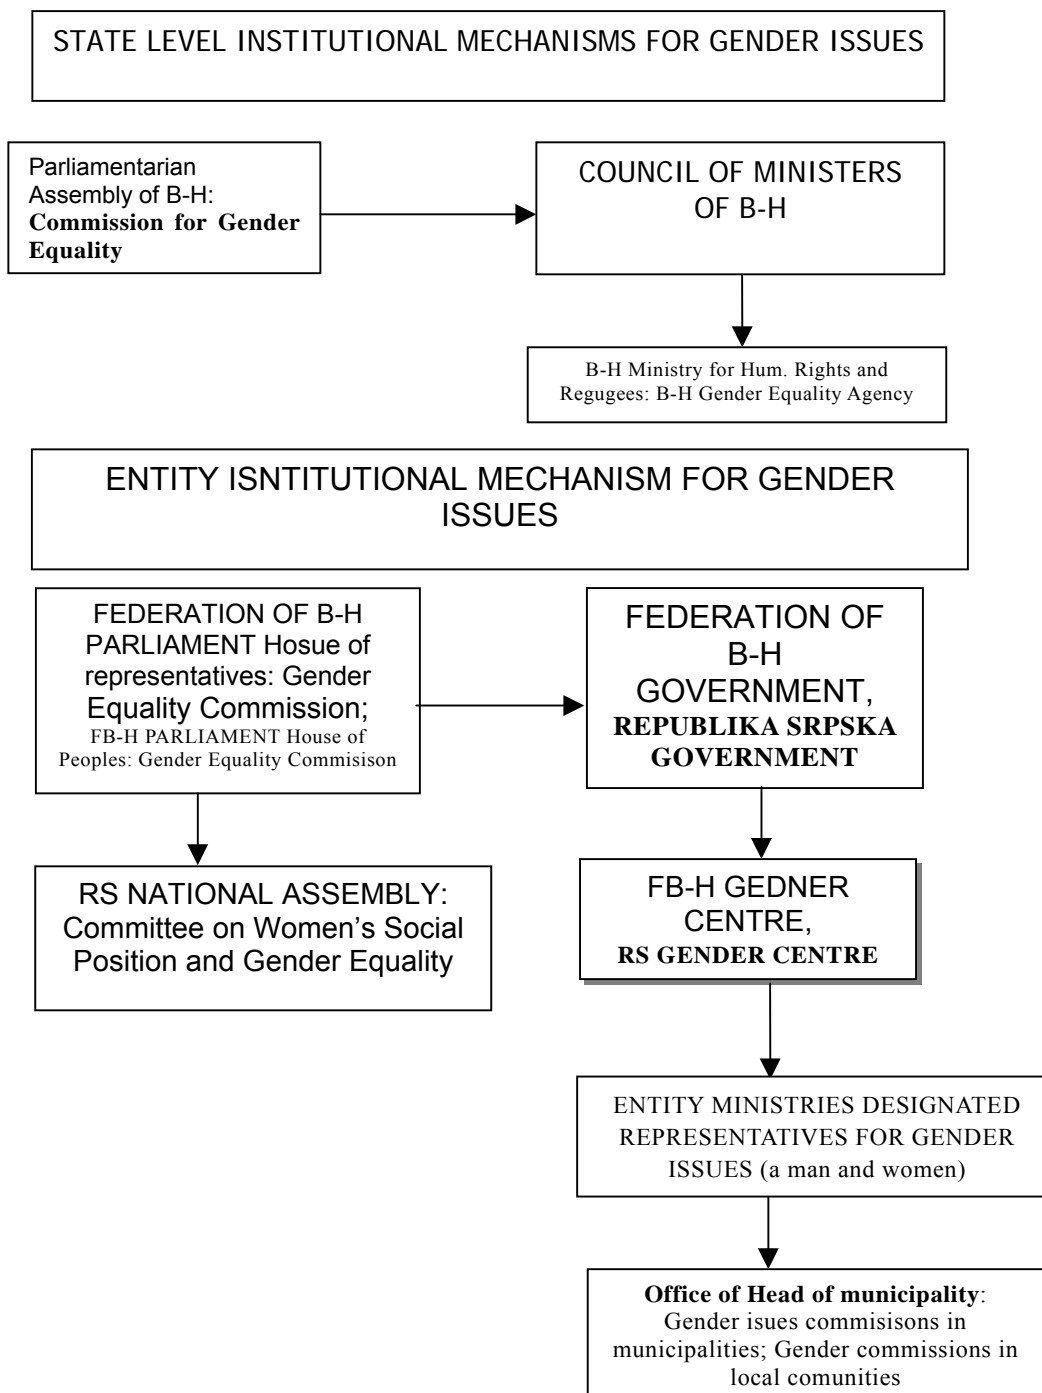 STATE LEVEL INSTITUTIONAL MECHANISMS FOR GENDER ISSUES
Parliamentarian
Assembly of B-H:
Commission for Gender
Equality
COUNCIL OF MINISTERS
OF B-H
B-H Ministry for Hum. Rights and
Regugees: B-H Gender Equality Agency
ENTITY ISNTITUTIONAL MECHANISM FOR GENDER
ISSUES
FEDERATION OF B-H
PARLIAMENT Hosue of
representatives: Gender
Equality Commission;
FB-H PARLIAMENT House of
Peoples: Gender Equality Commisison
FEDERATION OF
B-H
GOVERNMENT,
REPUBLIKA SRPSKA
GOVERNMENT
RS NATIONAL ASSEMBLY:
Committee on Women’s Social
Position and Gender Equality
FB-H GEDNER
CENTRE,
RS GENDER CENTRE
ENTITY MINISTRIES DESIGNATED
REPRESENTATIVES FOR GENDER
ISSUES (a man and women)
Office of Head of municipality:
Gender isues commisisons in
municipalities; Gender commissions in
local comunities